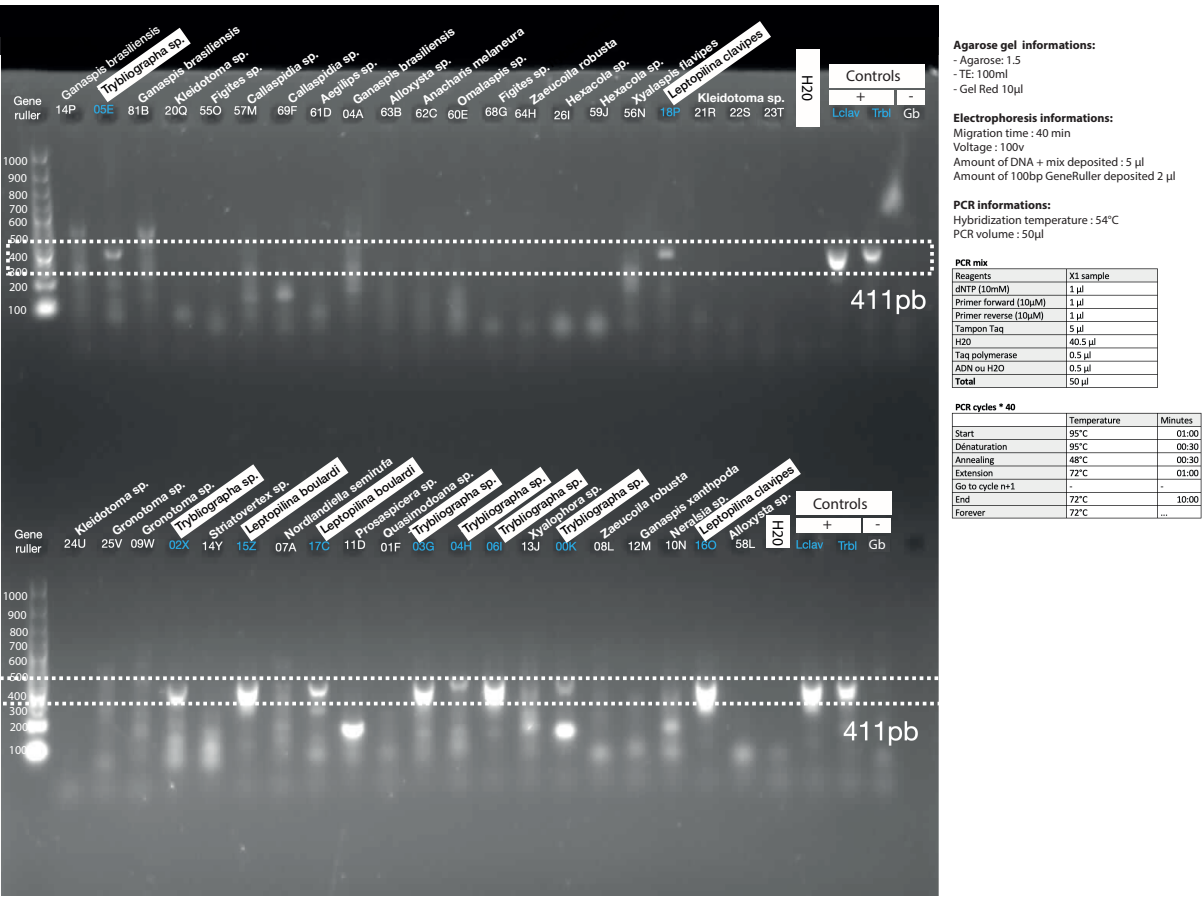 Ganaspis brasiliensis
Trybliographa sp.
Ganaspis brasiliensis
Kleidotoma sp.
Figites sp.
Callaspidia sp.
Callaspidia sp.
Aegilips sp.
Ganaspis brasiliensis
Alloxysta sp.
Anacharis melaneura
Omalaspis sp.
Figites sp.
Zaeucolla robusta
Hexacola sp.
Hexacola sp.
Xyalaspis flavipes
Leptopilina clavipes
Kleidotoma sp.
H20
Controls
+ -
Gene ruller
14P 05E 81B 20Q 55O 57M 69F 61D 04A 63B 62C 60E 68G 64H 26I 59J 56N 18P 21R 22S 23T Lclav Trbl Gb
1000
900
800
700
600
500
400
300
200
100
411pb
Kleidotoma sp.
Gronotoma sp.
Gronotoma sp.
Trybliographa sp.
Striatovertex sp.
Leptopilina boulardi
Nordlandiella semirufa
Leptopilina boulardi
Prosaspicera sp.
Quasimdoana sp.
Trybliographa sp.
Trybliographa sp.
Trybliographa sp.
Xyalophora sp.
Trybliographa sp.
Zaeucolla robusta
Ganaspis xanthpoda
Neralsia sp.
Leptopilina clavipes
Alloxysta sp.
H20
Controls
+ -
Gene ruller
24U 25V 09W 02X 14Y 15Z 07A 17C 11D 01F 03G 04H 06I 13J 00K 08L 12M 10N 16O 58L Lclav Trbl Gb
1000
900
800
700
600
500
400
300
200
100
411pb
Agarose gel informations:
- Agarose: 1.5
- TE: 100ml
- Gel Red 10µl
Electrophoresis informations:
Migration time : 40 min
Voltage : 100v
Amount of DNA + mix deposited : 5 µl
Amount of 100bp GeneRuller deposited 2 µl
PCR informations:
Hybridization temperature : 54°C
PCR volume : 50µl
PCR mix
Reagents X1 sample
dNTP (10mM) 1 µl
Primer forward (10µM) 1 µl
Primer reverse (10µM) 1 µl
Tampon Taq 5 µl
H20 40.5 µl
Taq polymerase 0.5 µl
ADN ou H2O 0.5 µl
Total 50 µl
PCR cycles * 40
Temperature Minutes
Start 95°C 01:00
Dénaturation 95°C 00:30
Annealing 48°C 00:30
Extension 72°C 01:00
Go to cycle n+1 - -
End 72°C 10:00
Forever 72°C ...